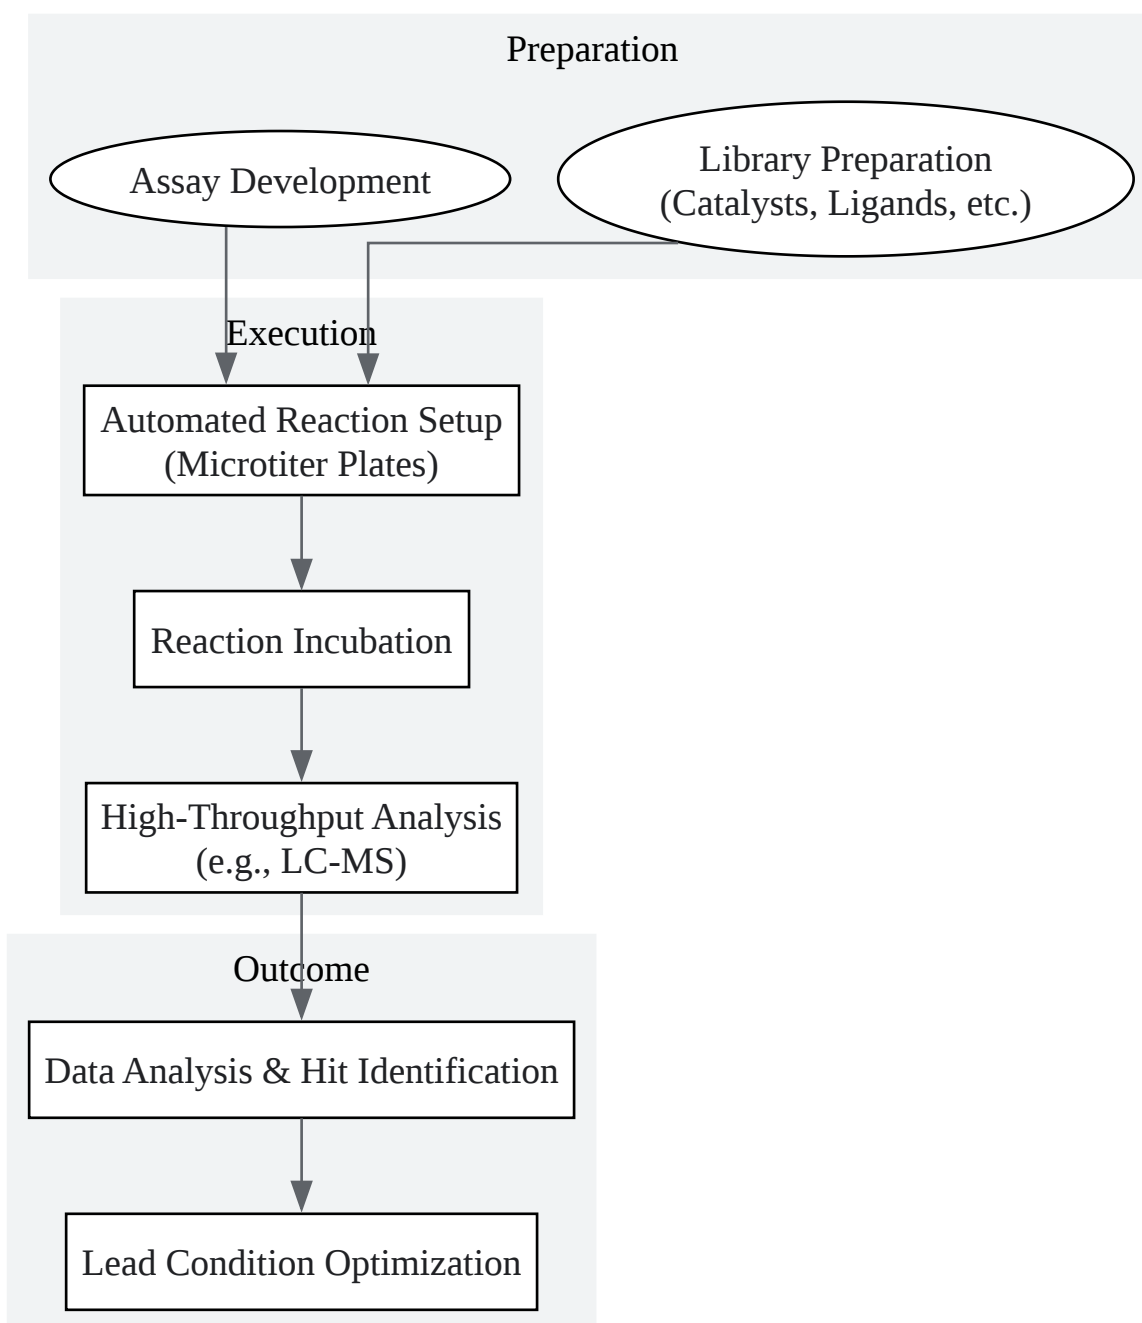 Preparation
Assay Development
Library Preparation
(Catalysts, Ligands, etc.)
Execution
Automated Reaction Setup
(Microtiter Plates)
Reaction Incubation
High-Throughput Analysis
(e.g., LC-MS)
Outcome
Data Analysis & Hit Identification
Lead Condition Optimization